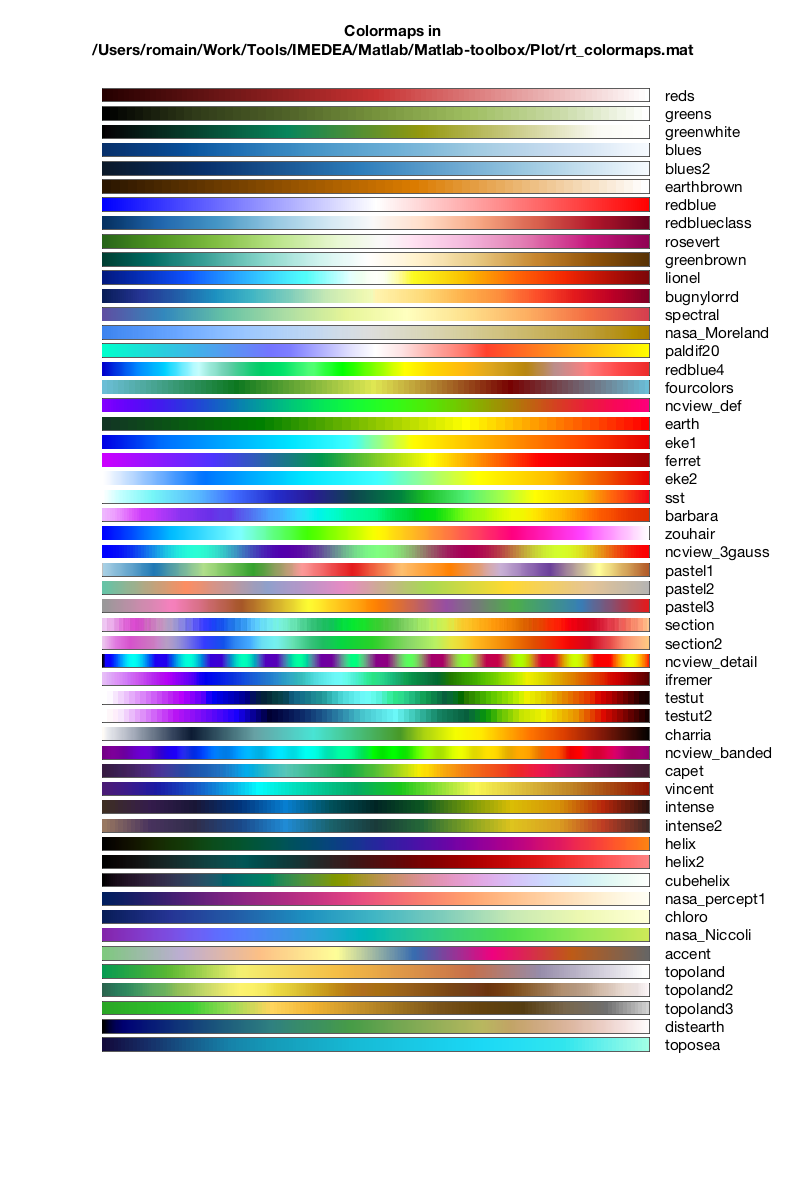 Colormaps in
/Users/romain/Work/Tools/IMEDEA/Matlab/Matlab-toolbox/Plot/rt_colormaps.mat
reds
greens
greenwhite
blues
blues2
earthbrown
redblue
redblueclass
rosevert
greenbrown
lionel
bugnylorrd
spectral
nasa_Moreland
paldif20
redblue4
fourcolors
ncview_def
earth
eke1
ferret
eke2
sst
barbara
zouhair
ncview_3gauss
pastel1
pastel2
pastel3
section
section2
ncview_detail
ifremer
testut
testut2
charria
ncview_banded
capet
vincent
intense
intense2
helix
helix2
cubehelix
nasa_percept1
chloro
nasa_Niccoli
accent
topoland
topoland2
topoland3
distearth
toposea